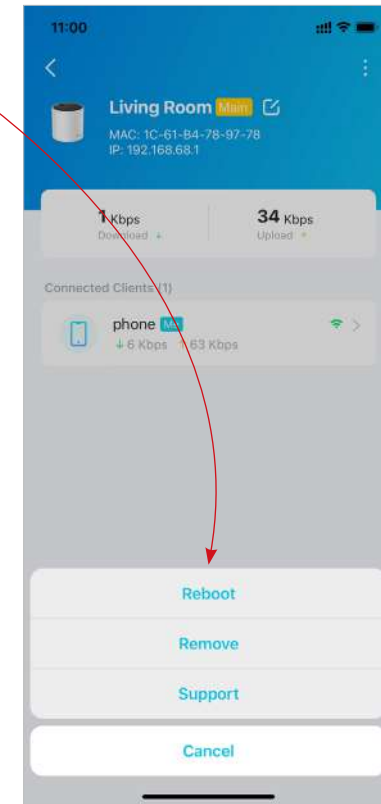 11:00
Living Room Main
MAC: 1C-61-B4-78-97-78
IP: 192.168.68.1
1 Kbps
Download
34 Kbps
Upload
Connected Clients (1)
phone Me
6 Kbps 63 Kbps
Reboot
Remove
Support
Cancel